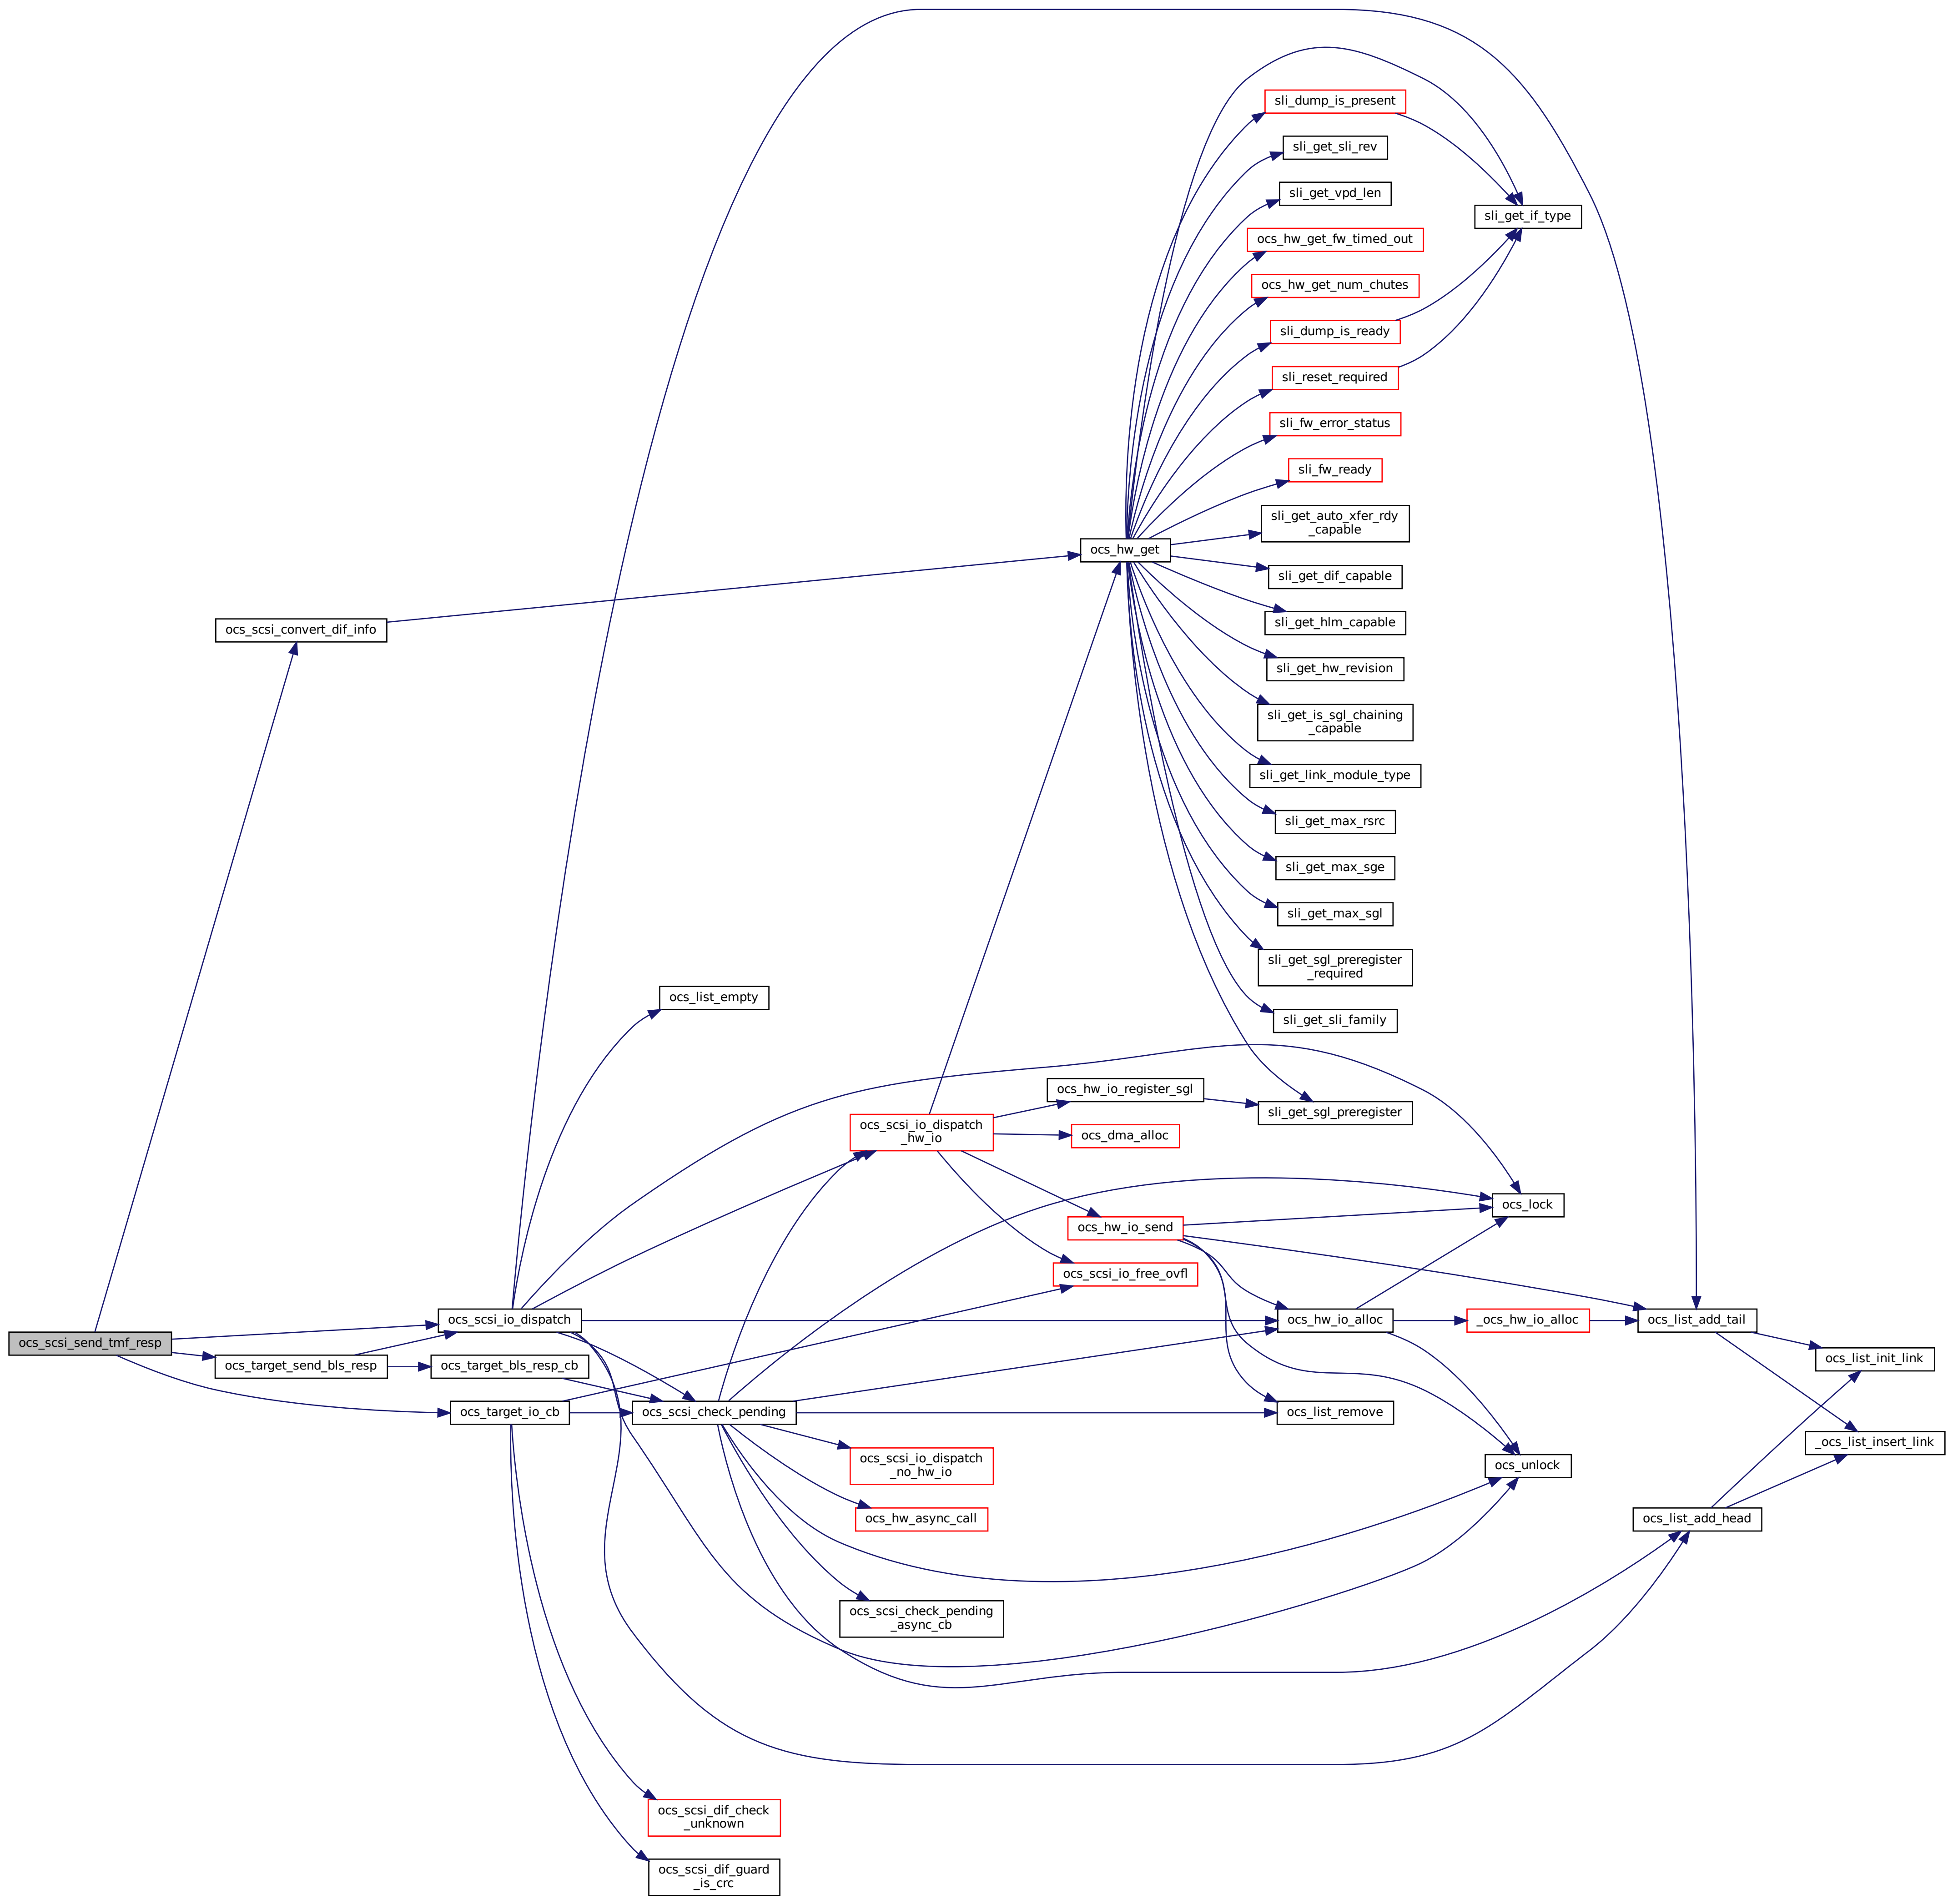 sli_dump_is_present
sli_get_sli_rev
sli_get_vpd_len
sli_get_if_type
ocs_hw_get_fw_timed_out
ocs_hw_get_num_chutes
sli_dump_is_ready
sli_reset_required
sli_fw_error_status
sli_fw_ready
sli_get_auto_xfer_rdy
_capable
ocs_hw_get
sli_get_dif_capable
sli_get_hlm_capable
ocs_scsi_convert_dif_info
sli_get_hw_revision
sli_get_is_sgl_chaining
_capable
sli_get_link_module_type
sli_get_max_rsrc
sli_get_max_sge
sli_get_max_sgl
sli_get_sgl_preregister
_required
ocs_list_empty
sli_get_sli_family
ocs_hw_io_register_sgl
sli_get_sgl_preregister
ocs_scsi_io_dispatch
_hw_io
ocs_dma_alloc
ocs_lock
ocs_hw_io_send
ocs_scsi_io_free_ovfl
ocs_scsi_io_dispatch
ocs_hw_io_alloc
_ocs_hw_io_alloc
ocs_list_add_tail
ocs_scsi_send_tmf_resp
ocs_target_send_bls_resp
ocs_target_bls_resp_cb
ocs_list_init_link
ocs_target_io_cb
ocs_scsi_check_pending
ocs_list_remove
_ocs_list_insert_link
ocs_scsi_io_dispatch
_no_hw_io
ocs_unlock
ocs_hw_async_call
ocs_list_add_head
ocs_scsi_check_pending
_async_cb
ocs_scsi_dif_check
_unknown
ocs_scsi_dif_guard
_is_crc